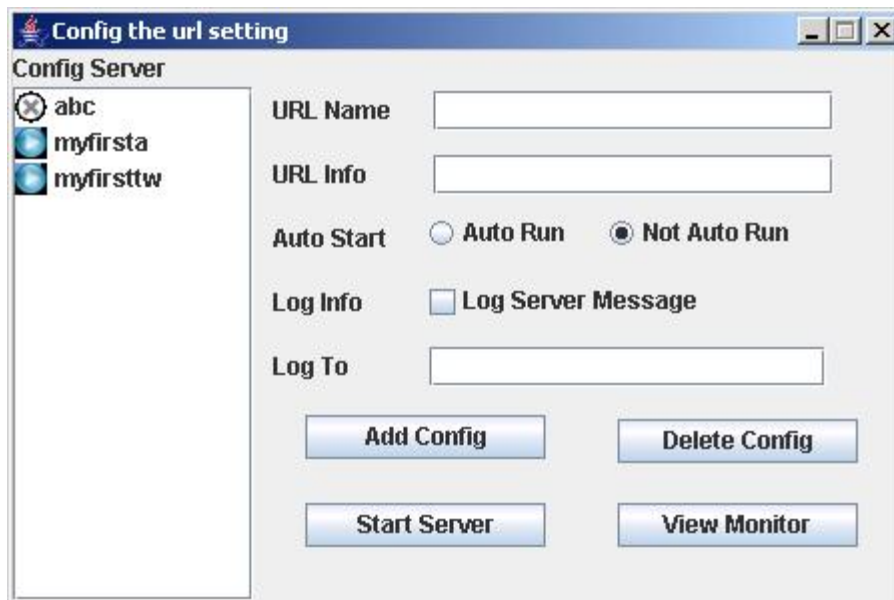 Config the url setting
Config Server
abc
myfirsta
myfirsttw
URL Name
URL Info
Auto Start Auto Run Not Auto Run
Log Info Log Server Message
Log To
Add Config Delete Config
Start Server View Monitor